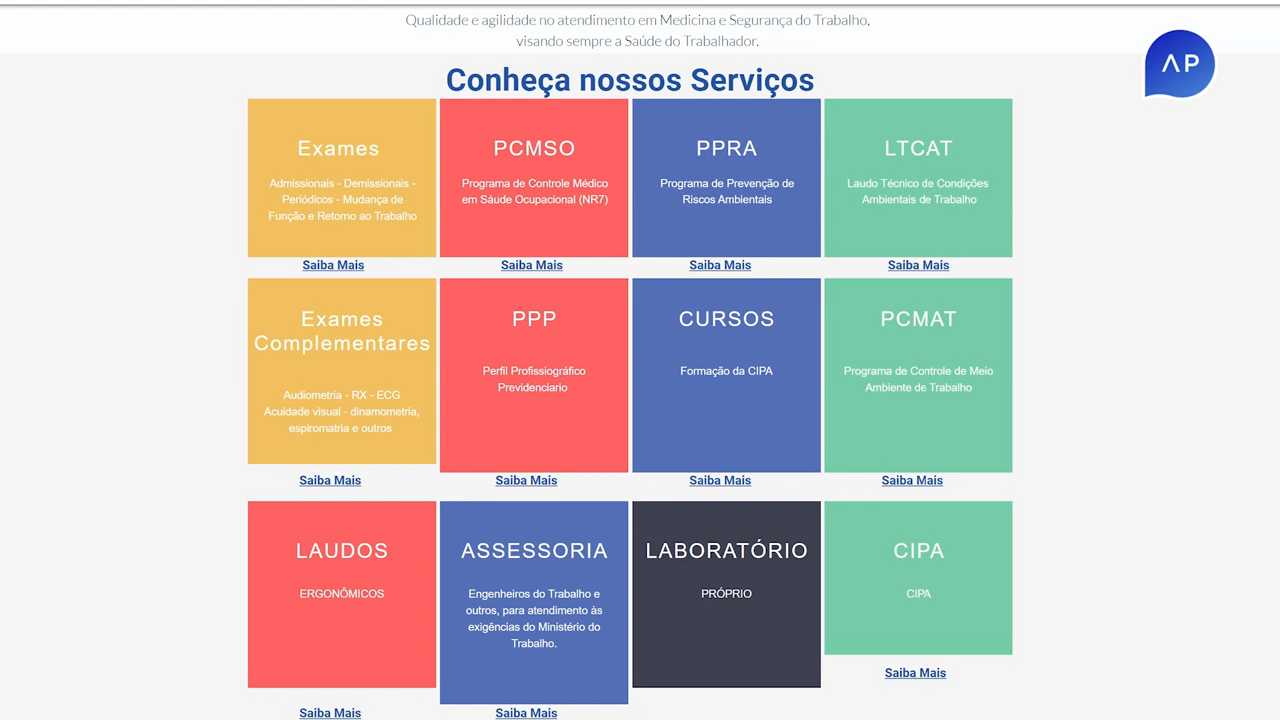 Qualidade e agilidade no atendimento em Medicina e Segurança do Trabalho,
visando sempre a Saúde do Trabalhador.
AP
Conheça nossos Serviços
Exames
Admissionais - Demissionais -
Periódicos - Mudança de
Função e Retorno ao Trabalho
Saiba Mais
PCMSO
Programa de Controle Médico
em Sáude Ocupacional (NR7)
Saiba Mais
PPRA
Programa de Prevenção de
Riscos Ambientais
Saiba Mais
LTCAT
Laudo Técnico de Condições
Ambientais de Trabalho
Saiba Mais
Exames
Complementares
Audiometria - RX - ECG
Acuidade visual - dinamometria,
espiromatria e outros
Saiba Mais
PPP
Perfil Profissiográfico
Previdenciario
Saiba Mais
CURSOS
Formação da CIPA
Saiba Mais
PCMAT
Programa de Controle de Meio
Ambiente de Trabalho
Saiba Mais
LAUDOS
ERGONÔMICOS
Saiba Mais
ASSESSORIA
Engenheiros do Trabalho e
outros, para atendimento às
exigências do Ministério do
Trabalho.
Saiba Mais
LABORATÓRIO
PRÓPRIO
CIPA
CIPA
Saiba Mais